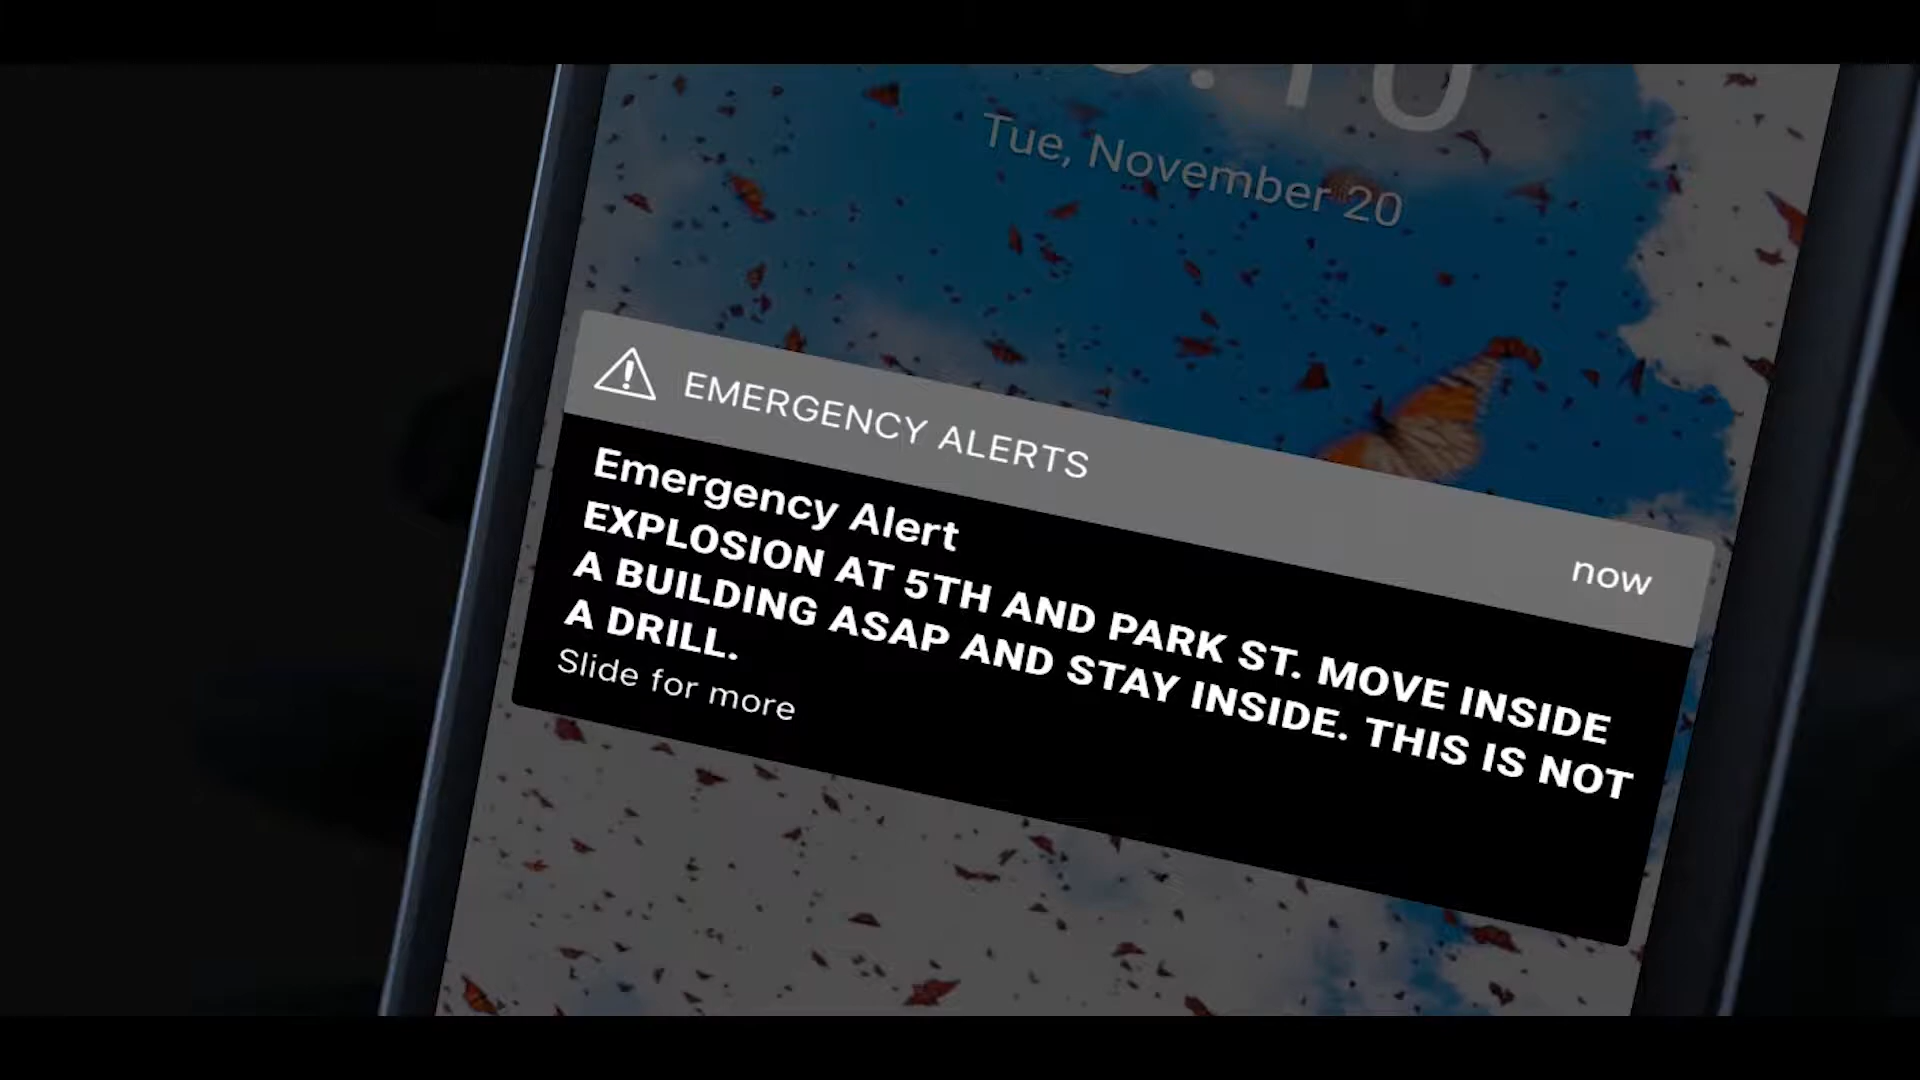 Tue, November 20
EMERGENCY ALERTS
now
Emergency Alert
EXPLOSION AT 5TH AND PARK ST. MOVE INSIDE
A BUILDING ASAP AND STAY INSIDE. THIS IS NOT
A DRILL.
Slide for more